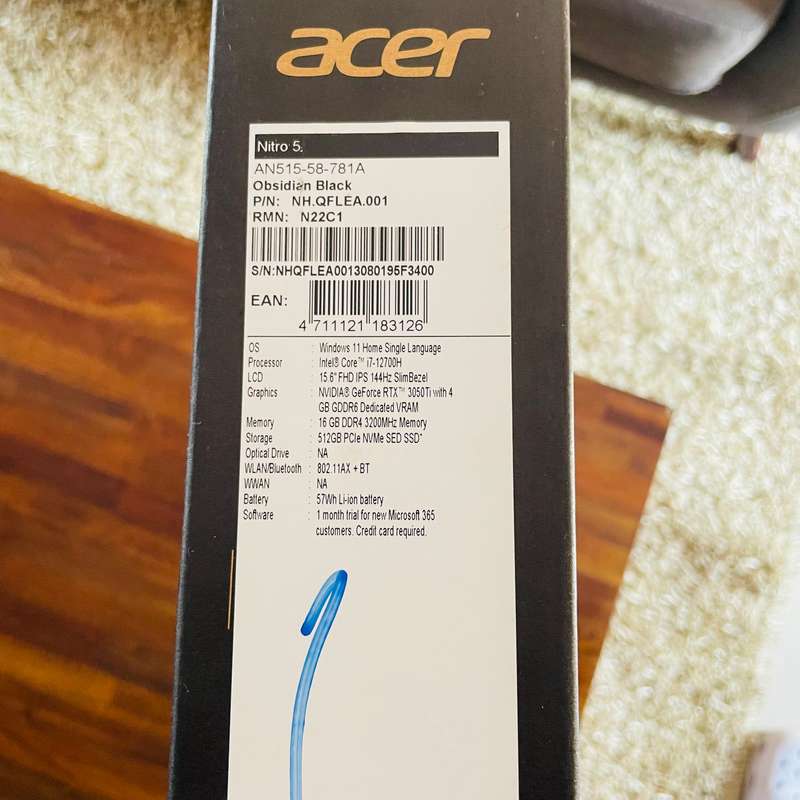 acer
Nitro 5
AN515-58-781A
Obsidian Black
P/N: NH.QFLEA.001
RMN: N22C1
S/N:NHQFLEA0013080195F3400
EAN:
4 711121 183126
OS : Windows 11 Home Single Language
Processor : Intel® Core™ i7-12700H
LCD : 15.6" FHD IPS 144Hz SlimBezel
Graphics : NVIDIA® GeForce RTX™ 3050Ti with 4
GB GDDR6 Dedicated VRAM
Memory : 16 GB DDR4 3200MHz Memory
Storage : 512GB PCIe NVMe SED SSD*
Optical Drive : NA
WLAN/Bluetooth : 802.11AX + BT
WWAN : NA
Battery : 57Wh Li-ion battery
Software : 1 month trial for new Microsoft 365
customers. Credit card required.